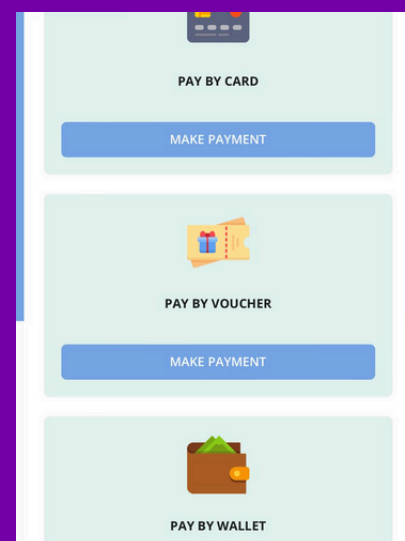 PAY BY CARD
MAKE PAYMENT
PAY BY VOUCHER
MAKE PAYMENT
PAY BY WALLET